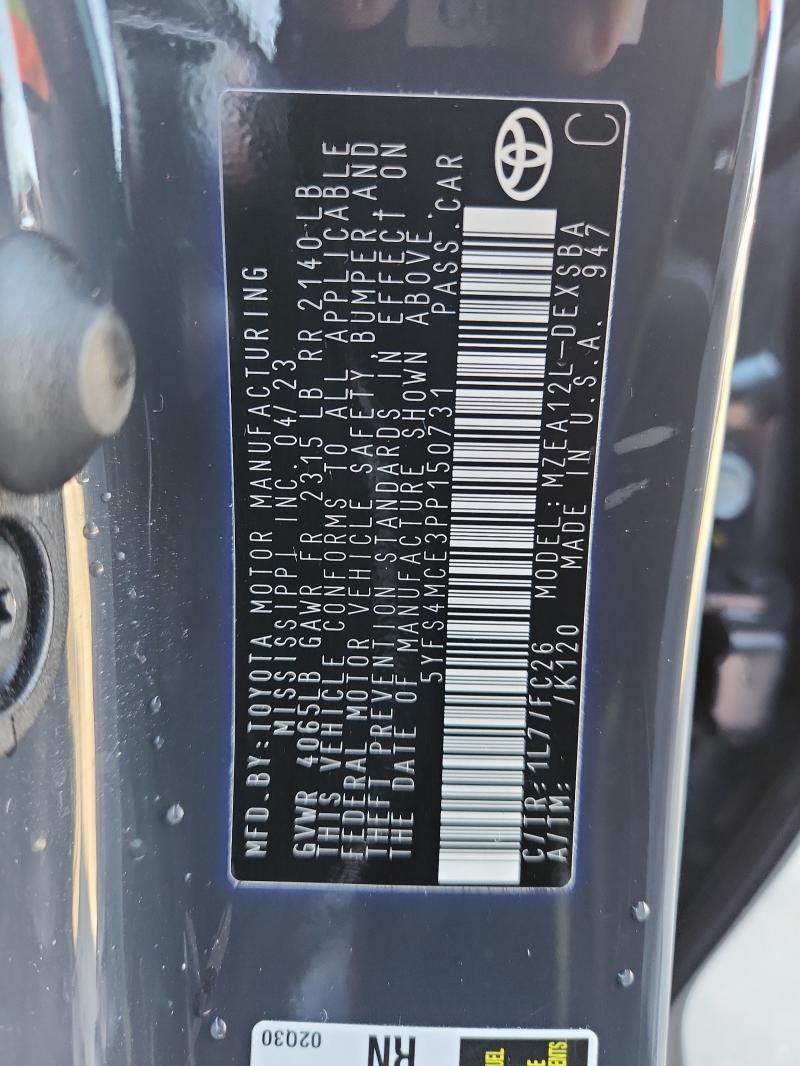 MFD.BY:TOYOTA MOTOR MANUFACTURING
MISSISSIPPI INC. 04/23
GVWR 4065LB GAWR FR 2315 LB RR 2140 LB
THIS VEHICLE CONFORMS TO ALL APPLICABLE
FEDERAL MOTOR VEHICLE SAFETY, BUMPER AND
THEFT PREVENTION STANDARDS IN EFFECT ON
THE DATE OF MANUFACTURE SHOWN ABOVE.
5YFS4MCE3PP150731 PASS.CAR
C/TR: 1L7/FC26 MODEL: MZEA12L-DEXSBA
A/TM: /K120 MADE IN U.S.A. 947
C
02Q30
RN